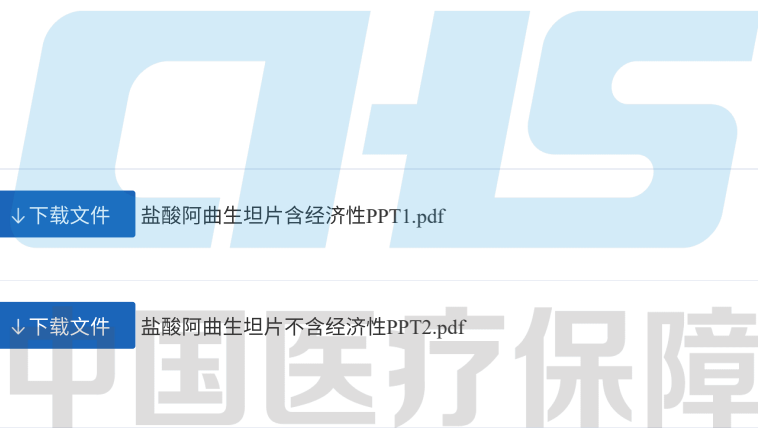 CHS
↓下载文件 盐酸阿曲生坦片含经济性PPT1.pdf
↓下载文件 盐酸阿曲生坦片不含经济性PPT2.pdf
中国医疗保障